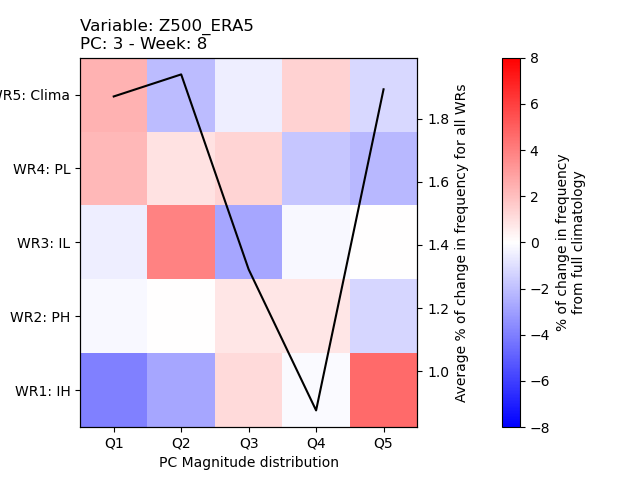 Variable: Z500_ERA5
PC: 3 - Week: 8
WR5: Clima
WR4: PL
WR3: IL
WR2: PH
WR1: IH
Q1 Q2 Q3 Q4 Q5
PC Magnitude distribution
1.8
1.6
1.4
1.2
1.0
Average % of change in frequency for all WRs
8
6
4
2
0
−2
−4
−6
−8
% of change in frequency
from full climatology